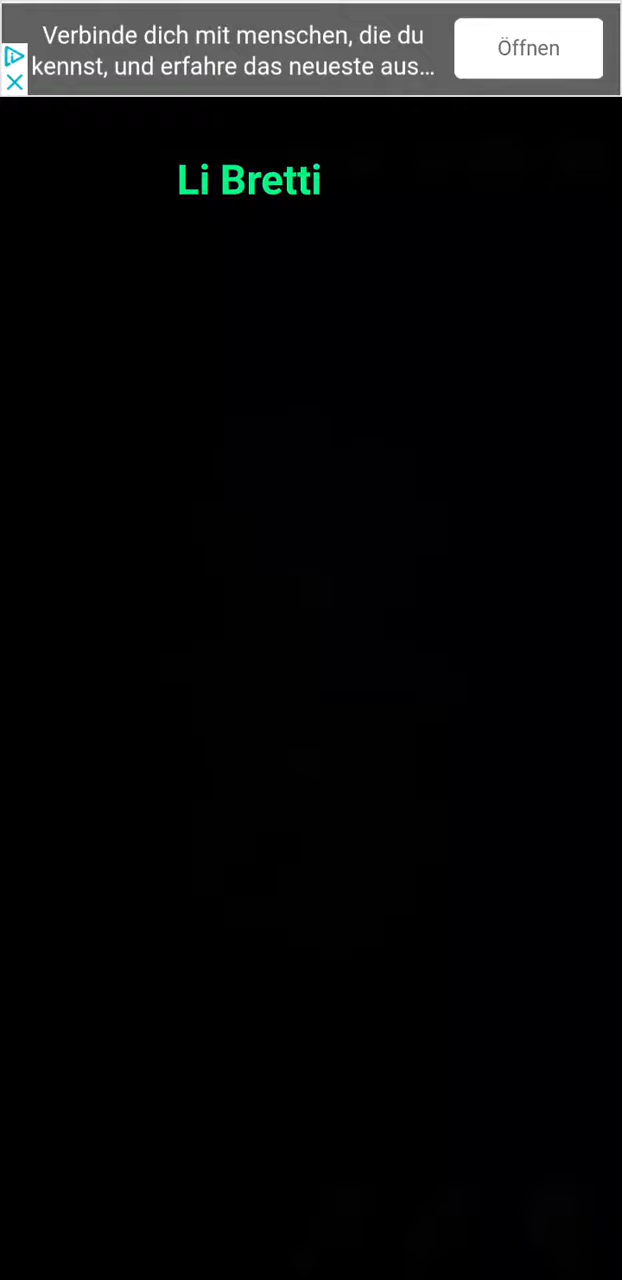 Verbinde dich mit menschen, die du
kennst, und erfahre das neueste aus…
Öffnen
Li Bretti